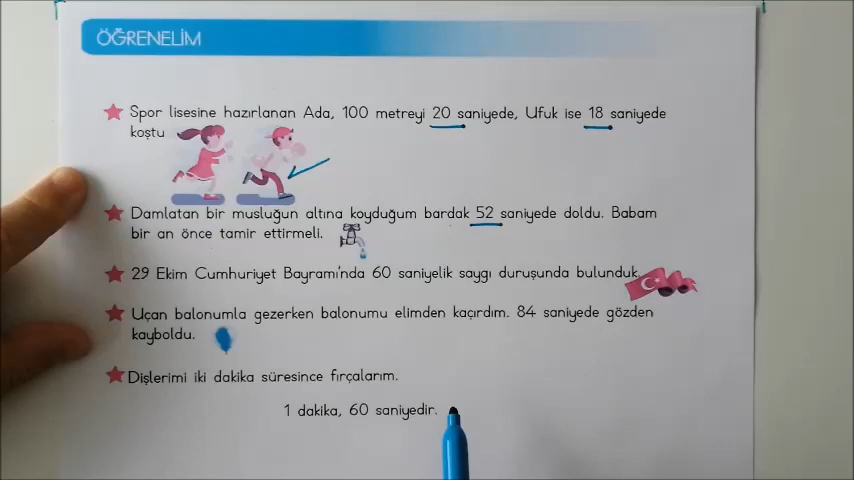 ÖĞRENELİM
Spor lisesine hazırlanan Ada, 100 metreyi 20 saniyede, Ufuk ise 18 saniyede
koştu
Damlatan bir musluğun altına koyduğum bardak 52 saniyede doldu. Babam
bir an önce tamir ettirmeli.
29 Ekim Cumhuriyet Bayramı'nda 60 saniyelik saygı duruşunda bulunduk.
Uçan balonumla gezerken balonumu elimden kaçırdım. 84 saniyede gözden
kayboldu.
Dişlerimi iki dakika süresince fırçalarım.
1 dakika, 60 saniyedir.